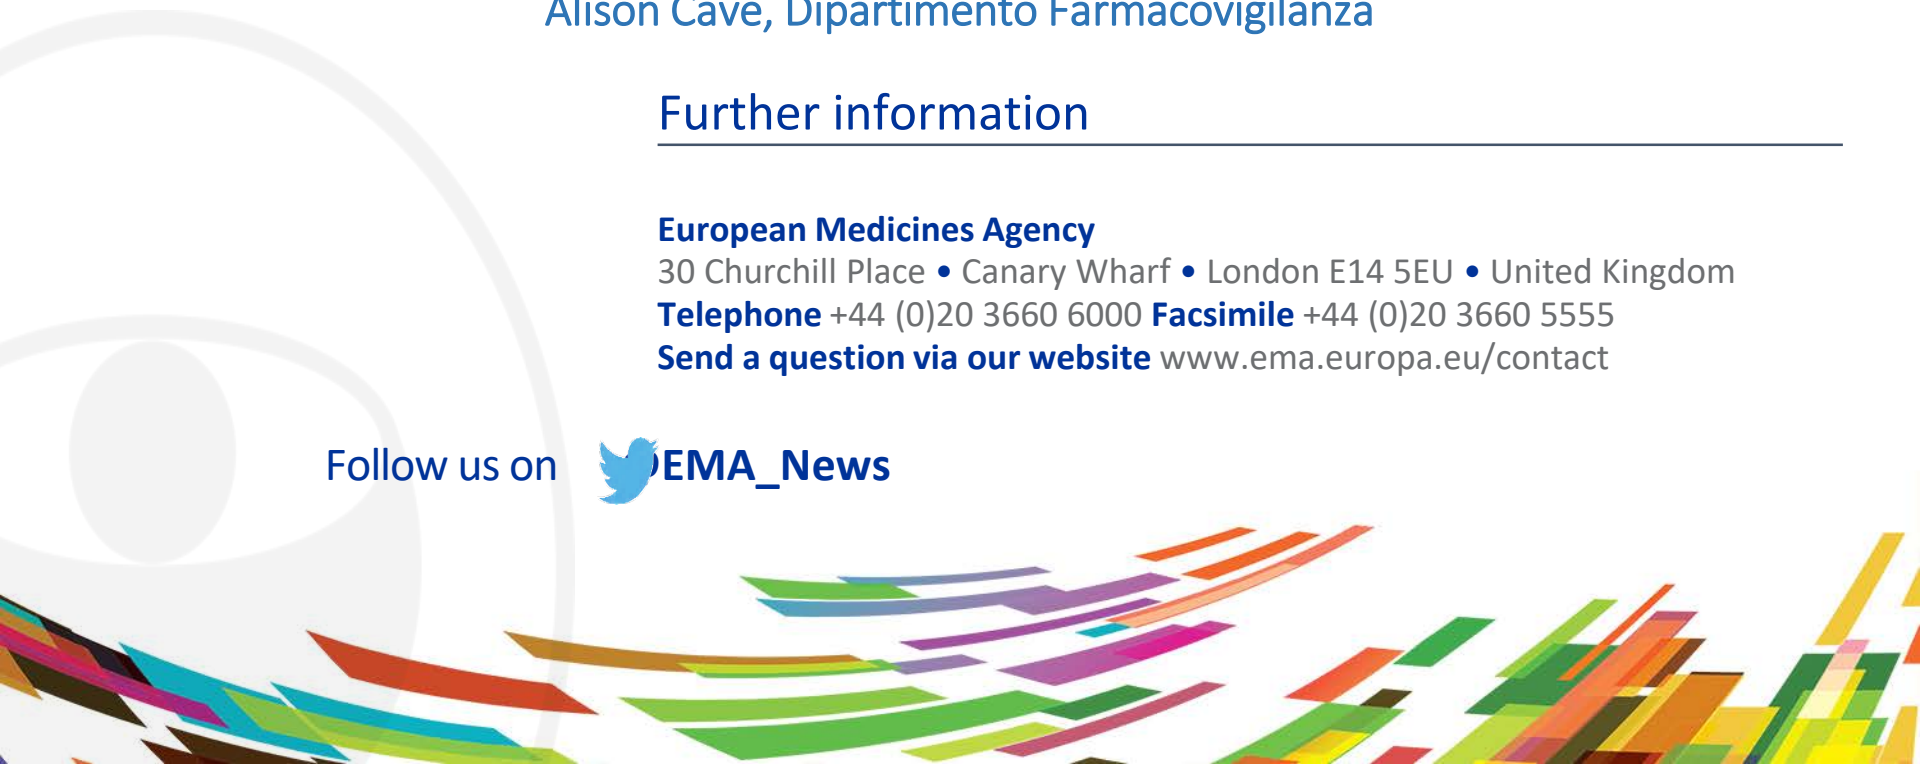 Alison Cave, Dipartimento Farmacovigilanza
Further information
European Medicines Agency
30 Churchill Place • Canary Wharf • London E14 5EU • United Kingdom
Telephone +44 (0)20 3660 6000 Facsimile +44 (0)20 3660 5555
Send a question via our website www.ema.europa.eu/contact
Follow us on EMA_News